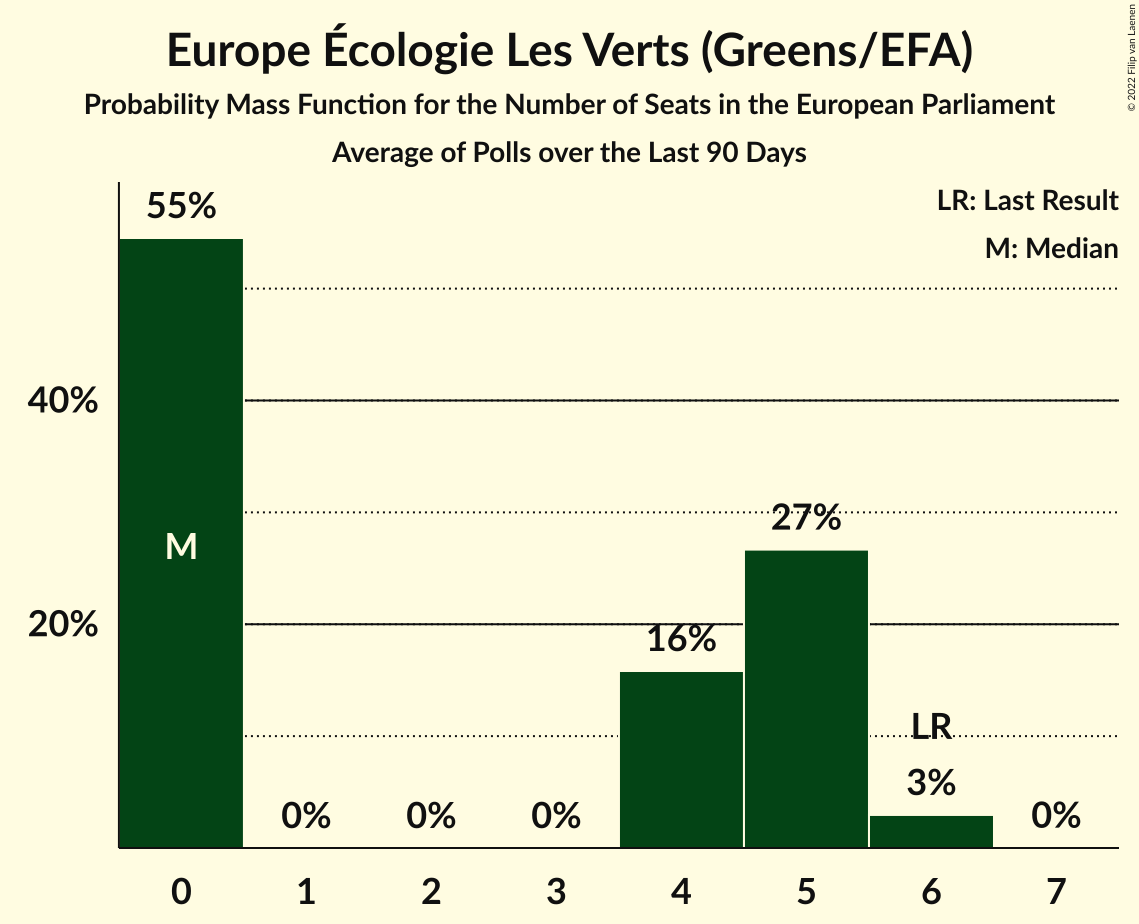 Europe Écologie Les Verts (Greens/EFA)
Probability Mass Function for the Number of Seats in the European Parliament
Average of Polls over the Last 90 Days
© 2022 Filip van Laenen
LR: Last Result
M: Median
55%
40%
M
27%
20%
16%
LR
3%
0%
0%
0%
0%
0 1 2 3 4 5 6 7